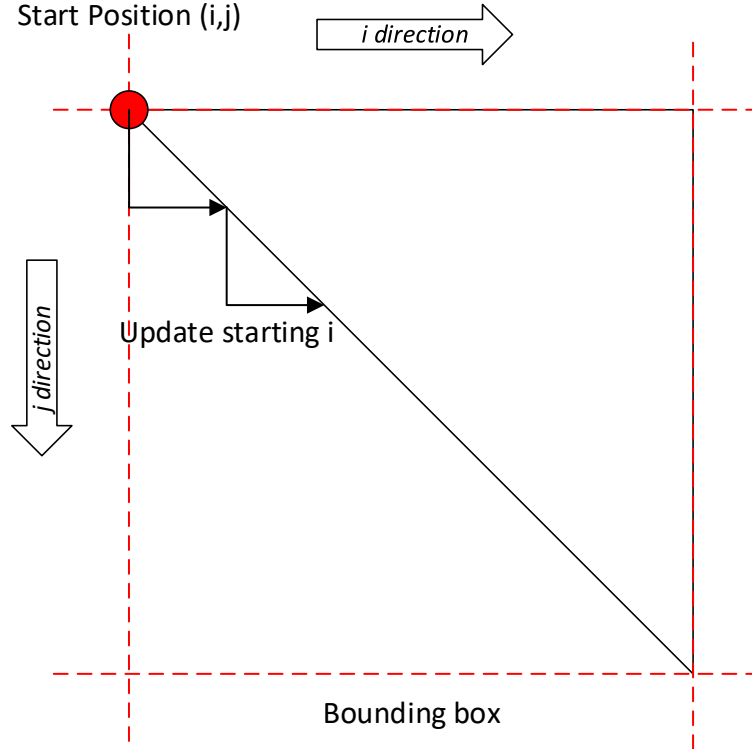 Start Position (i,j)
i direction
j direction
Update starting i
Bounding box